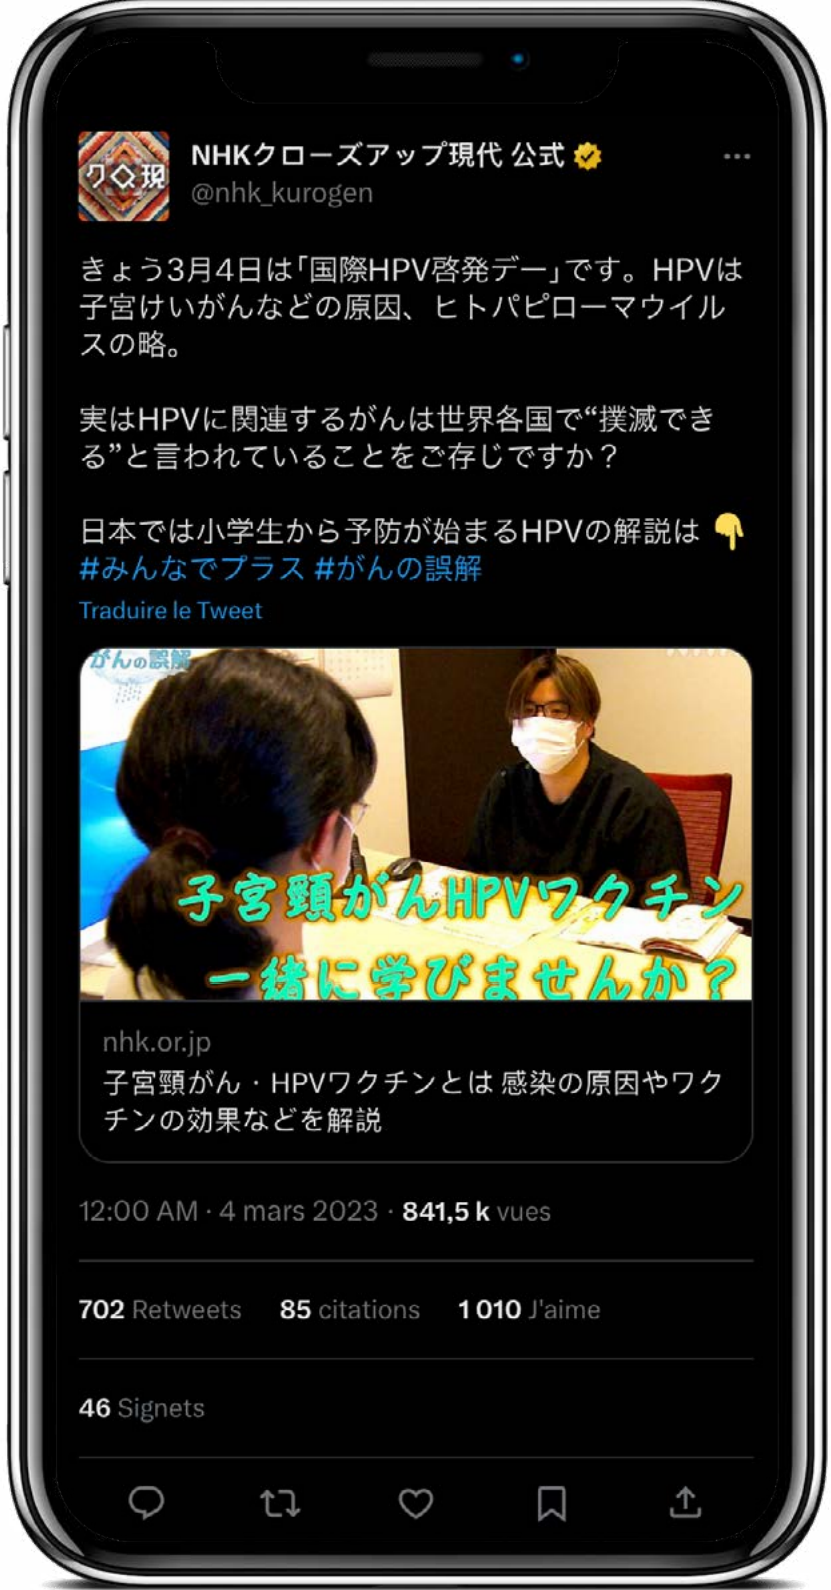 ク 現
NHKクローズアップ現代 公式
@nhk_kurogen
きょう3月4日は｢国際HPV啓発デー｣です。HPVは
子宮けいがんなどの原因、ヒトパピローマウイル
スの略。
実はHPVに関連するがんは世界各国で“撲滅でき
る”と言われていることをご存じですか？
日本では小学生から予防が始まるHPVの解説は 👇
#みんなでプラス #がんの誤解
Traduire le Tweet
がんの誤解
子宮頸がんHPVワクチン
一緒に学びませんか？
nhk.or.jp
子宮頸がん・HPVワクチンとは 感染の原因やワク
チンの効果などを解説
12:00 AM · 4 mars 2023 · 841,5 k vues
702 Retweets 85 citations 1 010 J'aime
46 Signets